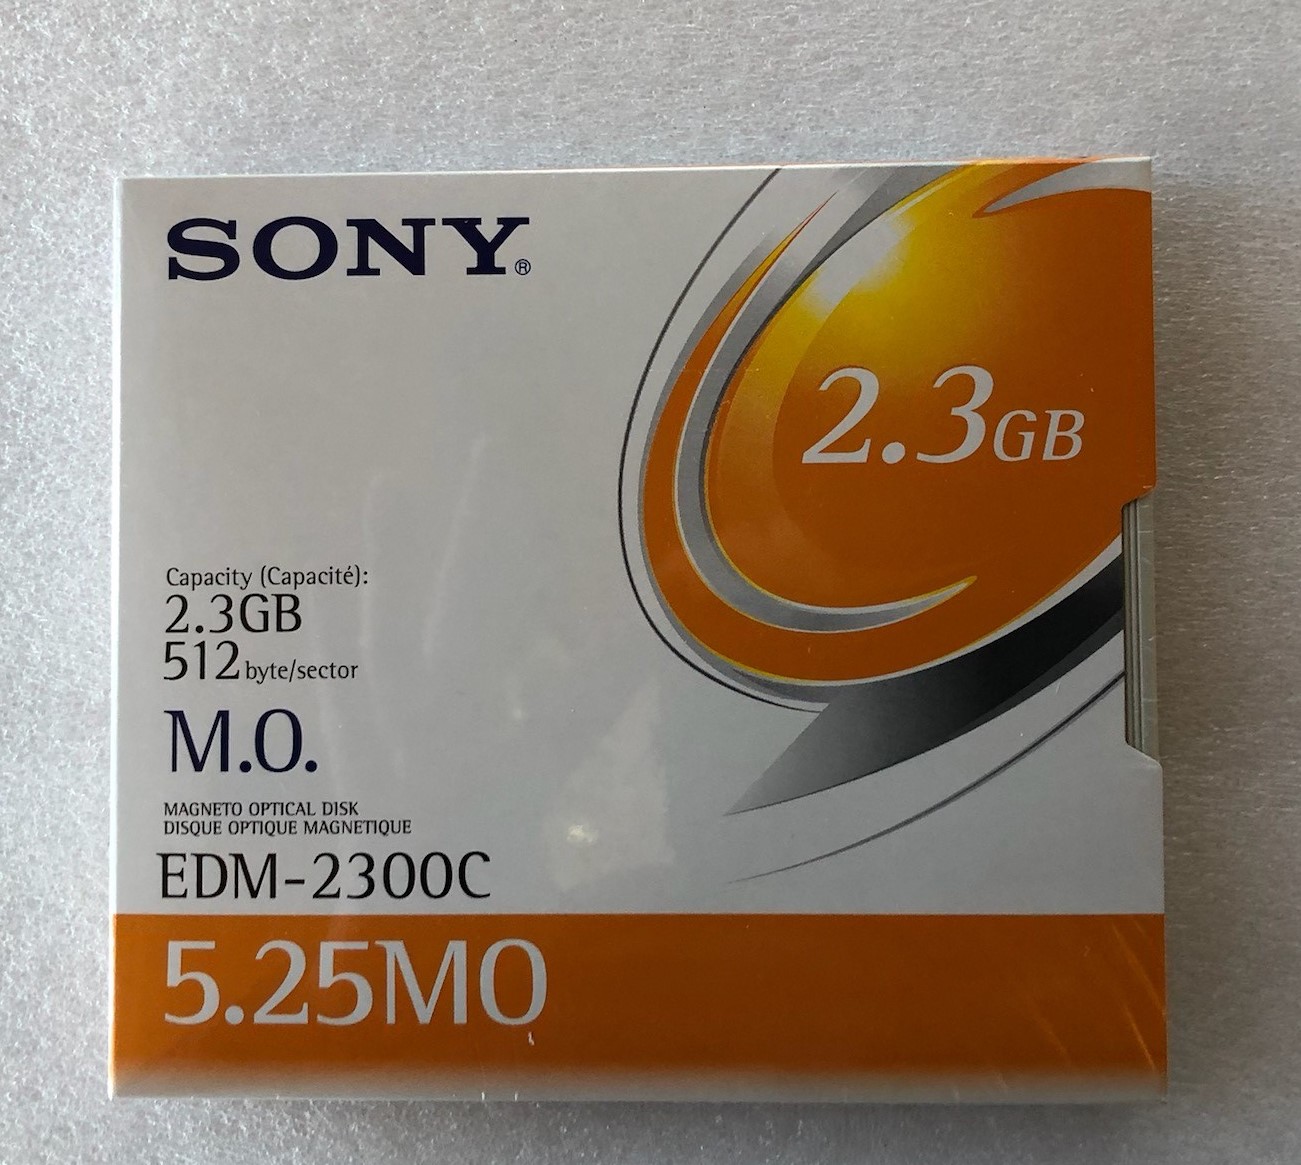 SONY®
2.3GB
Capacity (Capacité):
2.3GB
512 byte/sector
M.O.
MAGNETO OPTICAL DISK
DISQUE OPTIQUE MAGNETIQUE
EDM-2300C
5.25MO